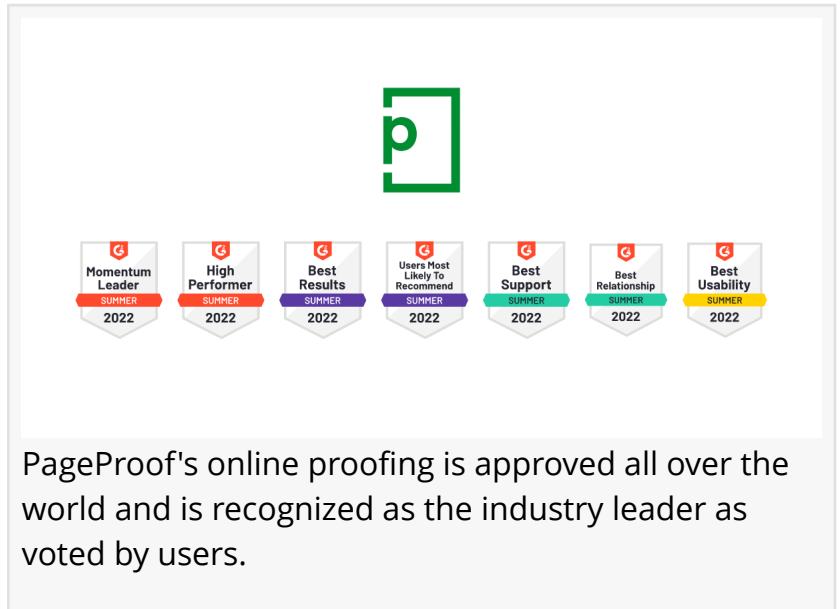 p
Momentum
Leader
SUMMER
2022
High
Performer
SUMMER
2022
Best
Results
SUMMER
2022
Users Most
Likely To
Recommend
SUMMER
2022
Best
Support
SUMMER
2022
Best
Relationship
SUMMER
2022
Best
Usability
SUMMER
2022
PageProof's online proofing is approved all over the
world and is recognized as the industry leader as
voted by users.